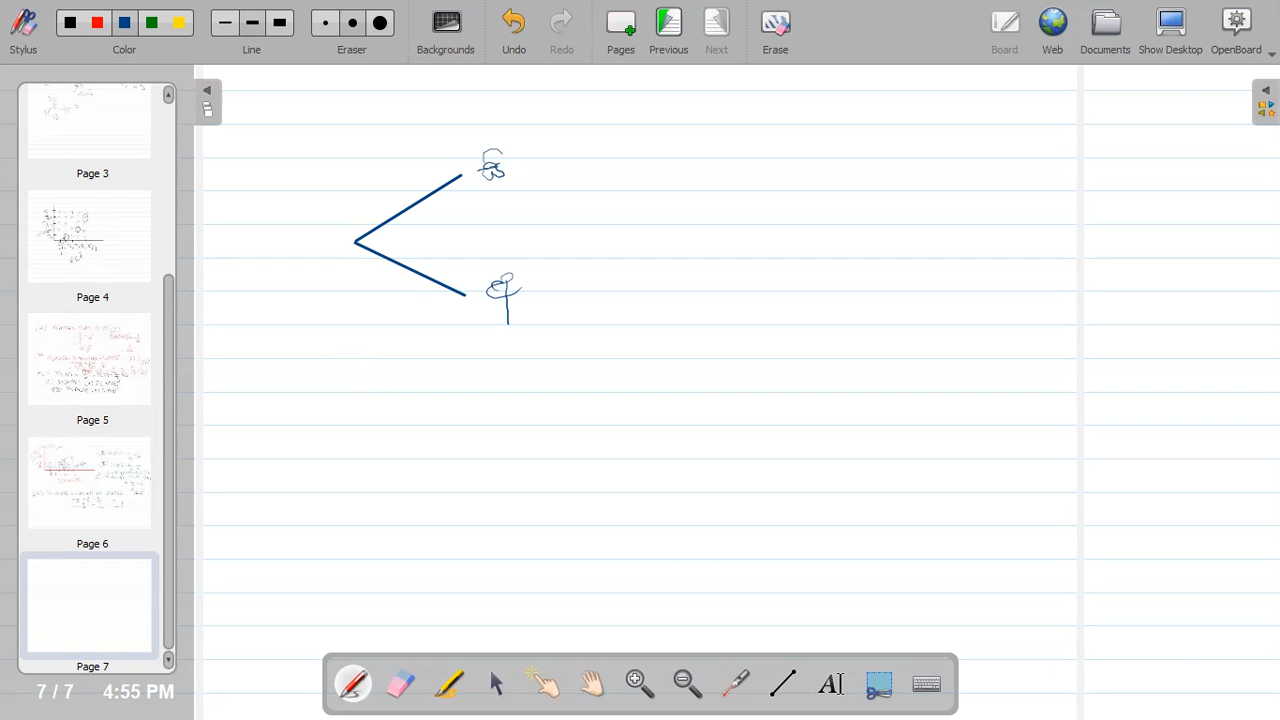 Stylus
Color
Line
Eraser
Backgrounds
Undo
Redo
Pages
Previous
Next
Erase
Board
Web
Documents
Show Desktop
OpenBoard
Page 3
Page 4
Page 5
Page 6
Page 7
7 / 7 4:55 PM